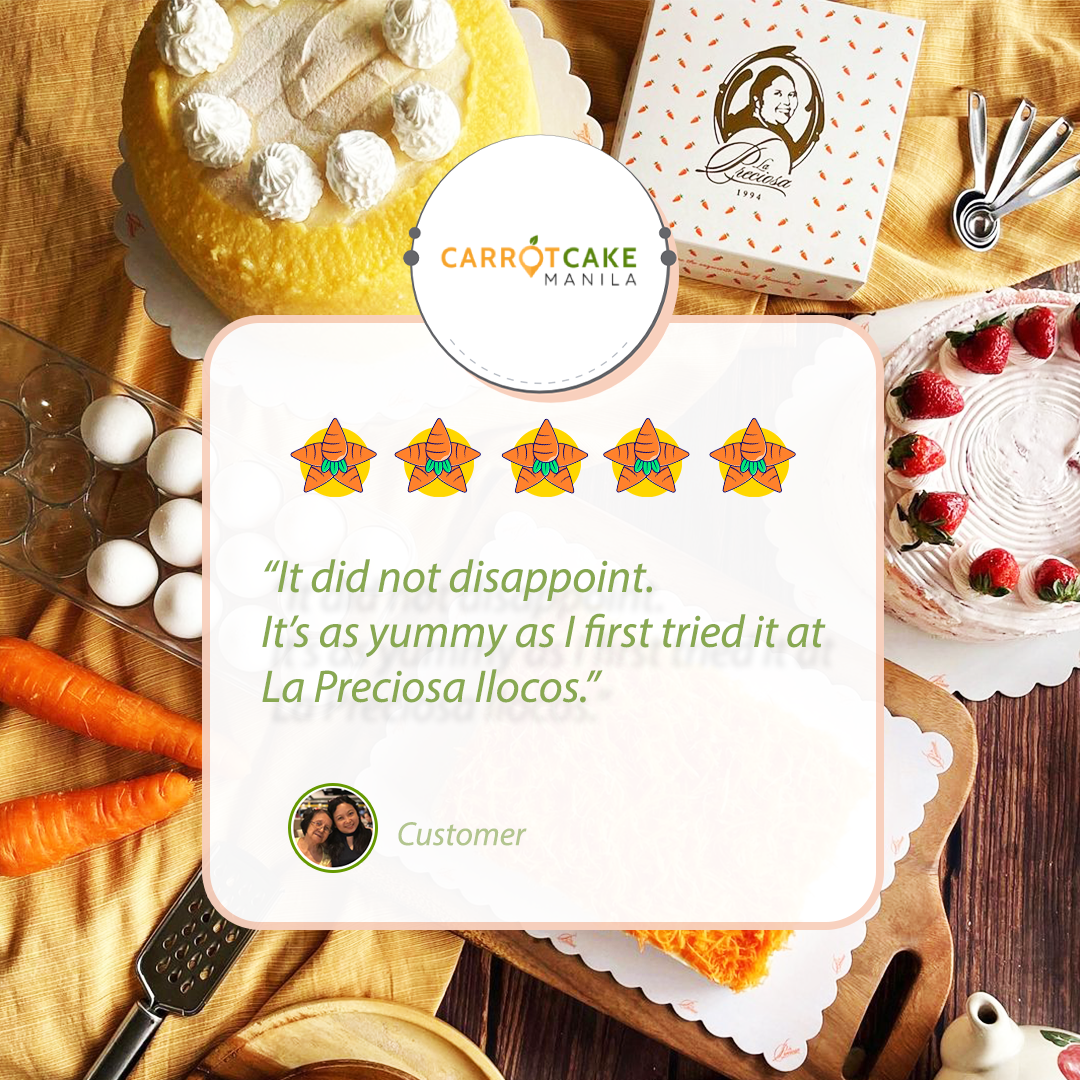 La
Preciosa
1994
CARROTCAKE
MANILA
“It did not disappoint.
It’s as yummy as I first tried it at
La Preciosa Ilocos.”
Customer